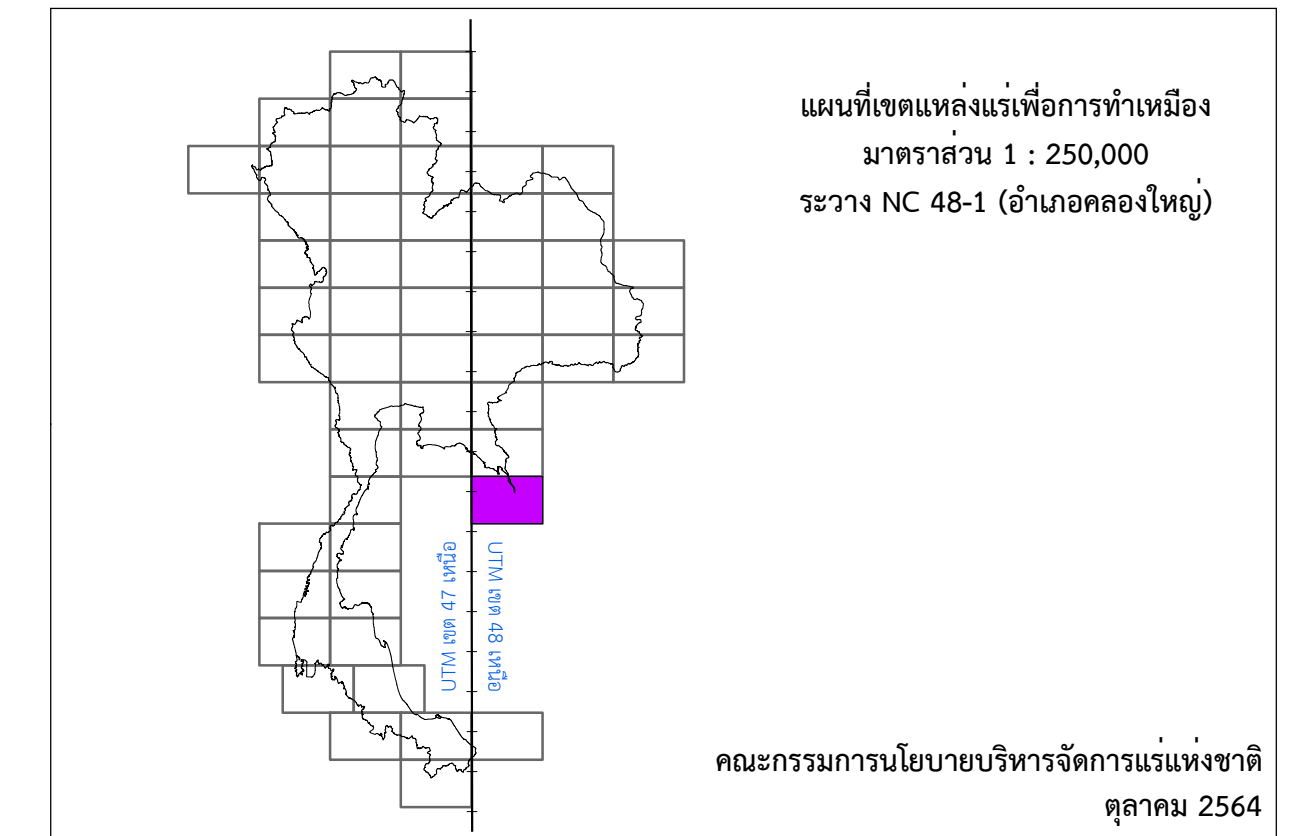 แผนที่เขตแหล่งแร่เพื่อการทำเหมือง
มาตราส่วน 1 : 250,000
ระวาง NC 48-1 (อำเภอคลองใหญ่)
UTM เขต 47 เหนือ
UTM เขต 48 เหนือ
คณะกรรมการนโยบายบริหารจัดการแร่แห่งชาติ
ตุลาคม 2564